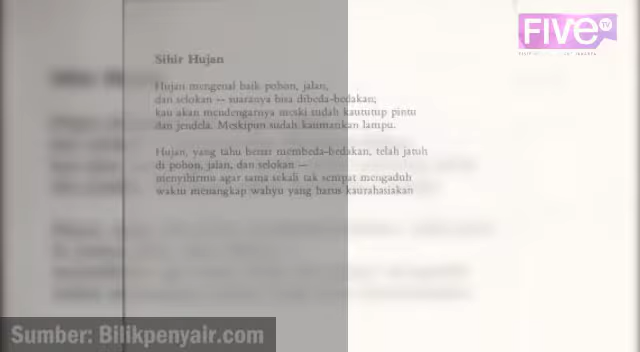 FIVE TV
Sihir Hujan
Hujan mengenal baik pohon, jalan,
dan selokan -- suaranya bisa dibeda-bedakan;
kau akan mendengarnya meski sudah kaututup pintu
dan jendela. Meskipun sudah kaumatikan lampu.
Hujan, yang tahu benar membeda-bedakan, telah jatuh
di pohon, jalan, dan selokan --
menyihirmu agar sama sekali tak sempat mengaduh
waktu menangkap wahyu yang harus kaurahasiakan
Sumber: Bilikpenyair.com